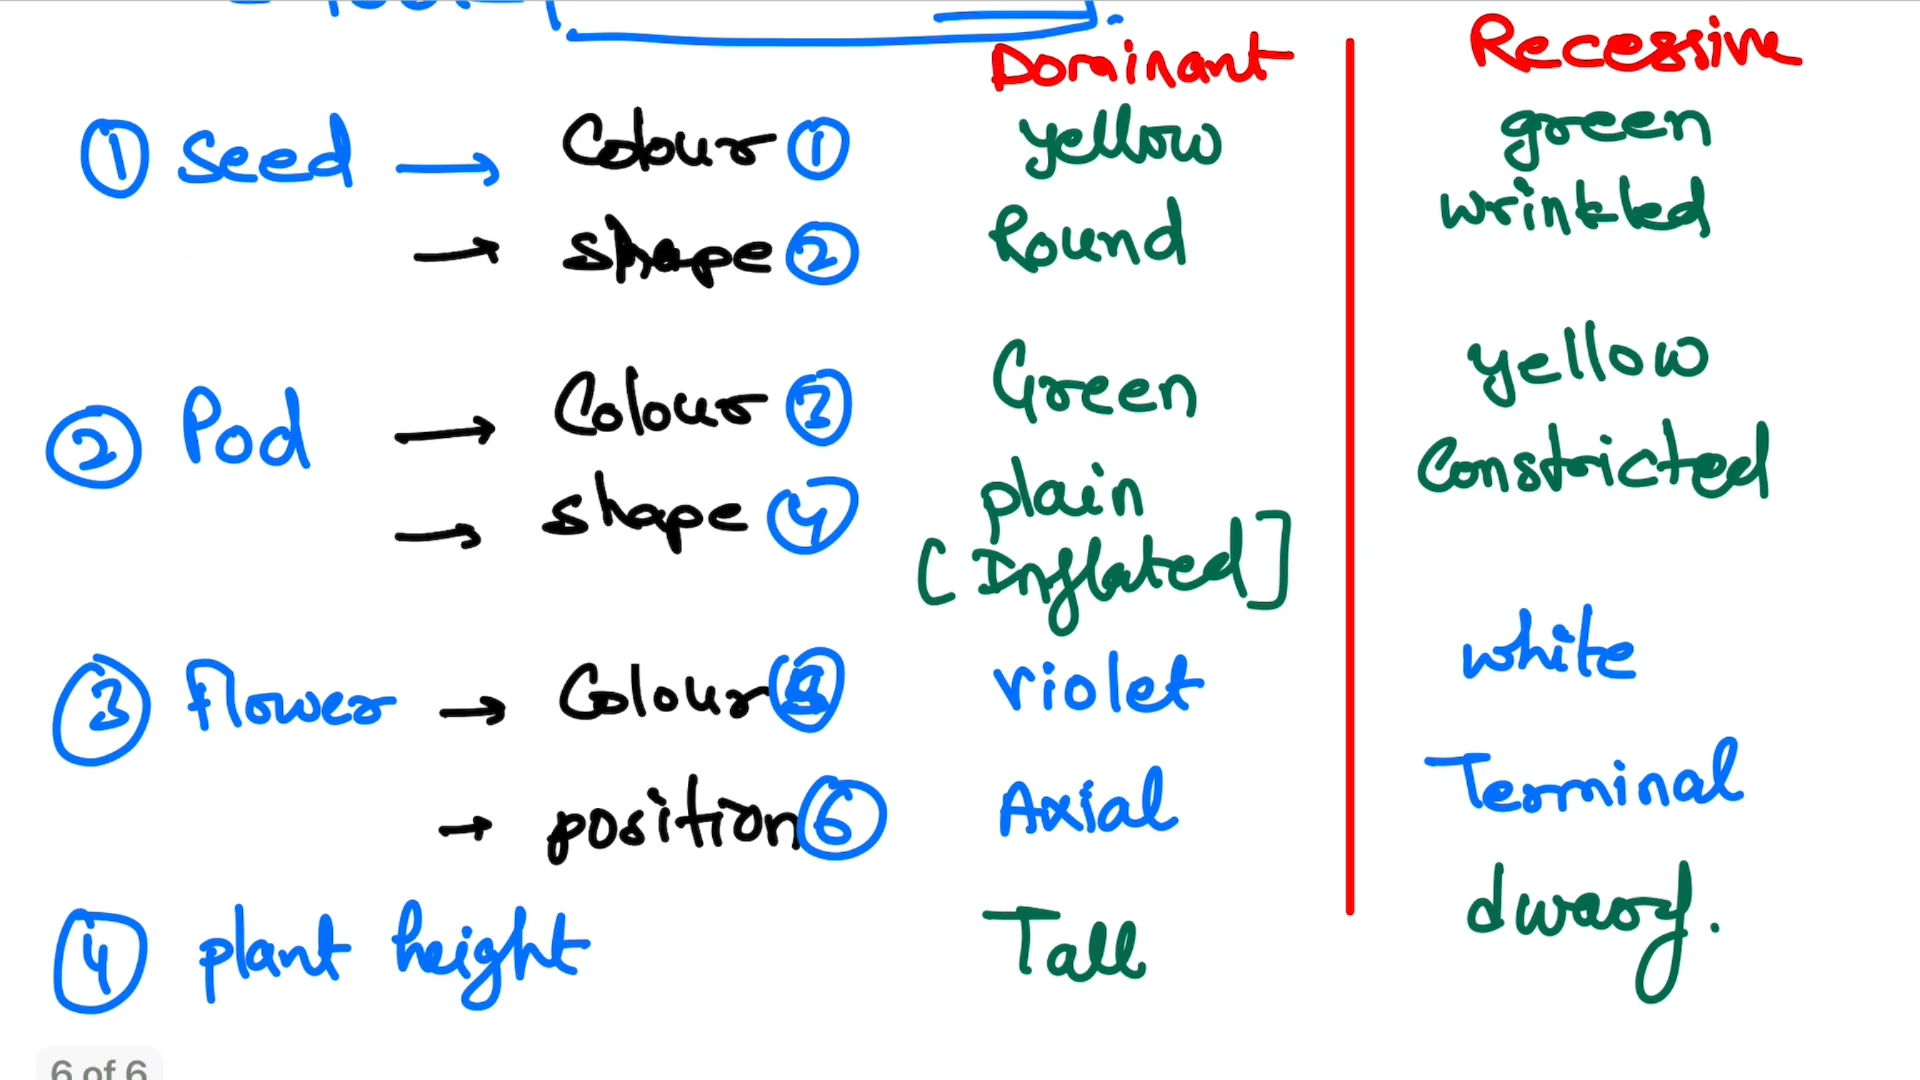 Dominant Recessive
① Seed → Colour ① yellow green
→ shape ② Round wrinkled
② Pod → Colour ③ Green yellow
→ shape ④ plain Constricted
[Inflated]
③ flower → Colour violet white
→ position ⑥ Axial Terminal
④ plant height Tall dwarf.
6 of 6